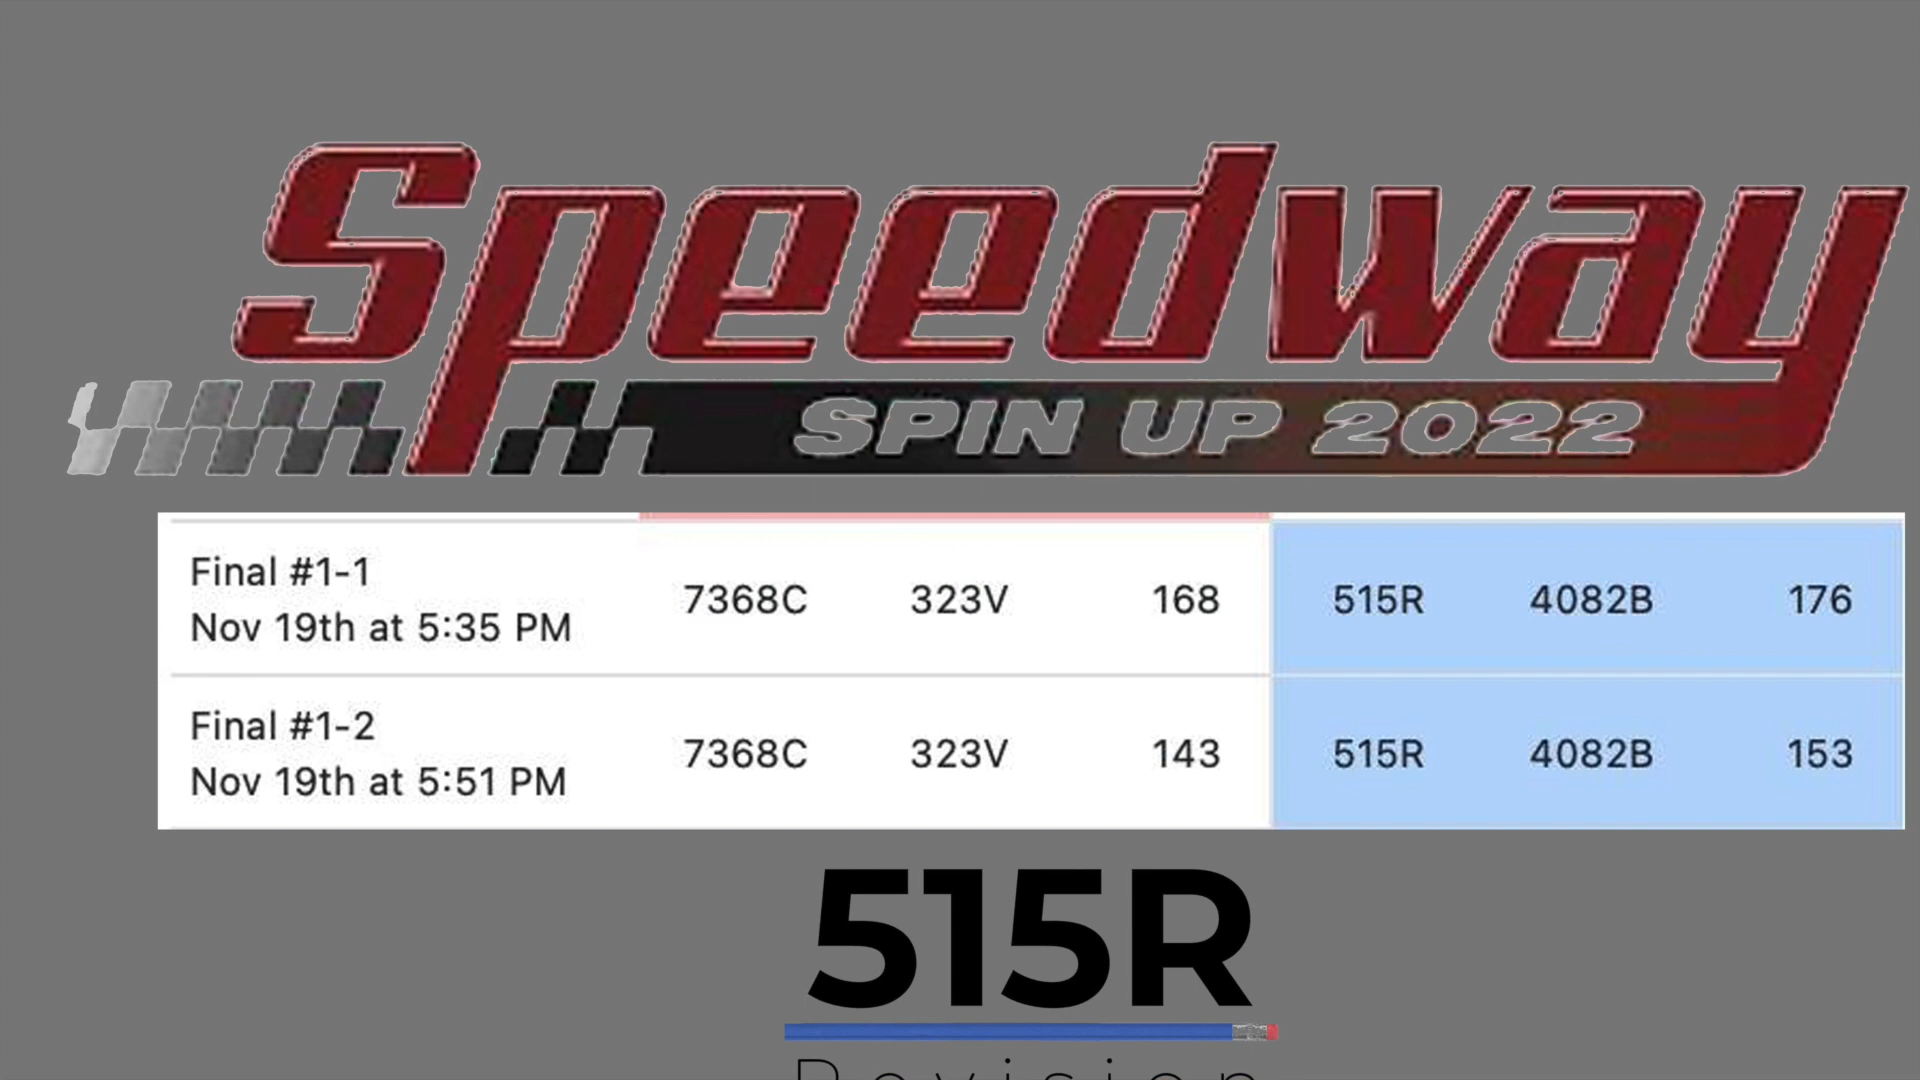 Speedway
SPIN UP 2022
Final #1-1
Nov 19th at 5:35 PM
7368C 323V 168 515R 4082B 176
Final #1-2
Nov 19th at 5:51 PM
7368C 323V 143 515R 4082B 153
515R
Revision